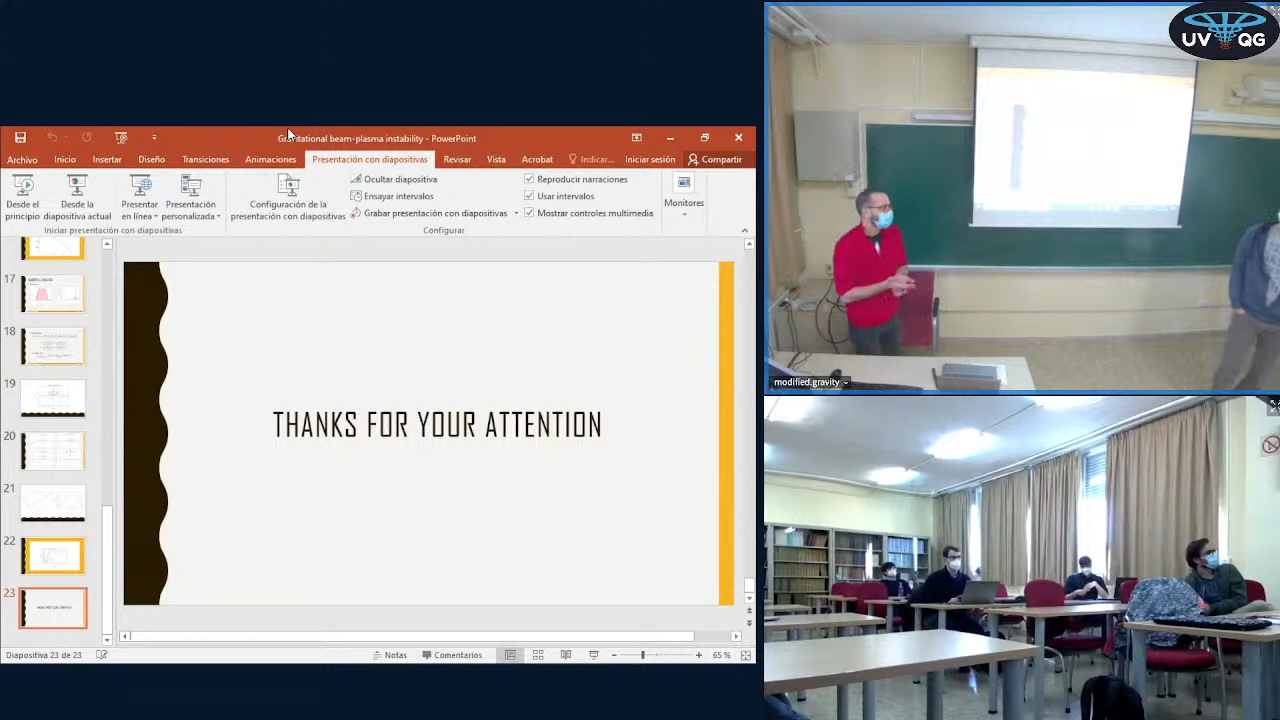 Gravitational beam-plasma instability - PowerPoint
Archivo Inicio Insertar Diseño Transiciones Animaciones Presentación con diapositivas Revisar Vista Acrobat Indicar... Iniciar sesión Compartir
Desde el principio
Desde la diapositiva actual
Presentar en línea
Presentación personalizada
Iniciar presentación con diapositivas
Configuración de la presentación con diapositivas
Ocultar diapositiva
Ensayar intervalos
Grabar presentación con diapositivas
Reproducir narraciones
Usar intervalos
Mostrar controles multimedia
Configurar
Monitores
17
18
19
20
21
22
23
THANKS FOR YOUR ATTENTION
Diapositiva 23 de 23
Notas
Comentarios
65 %
UV QG
modified.gravity